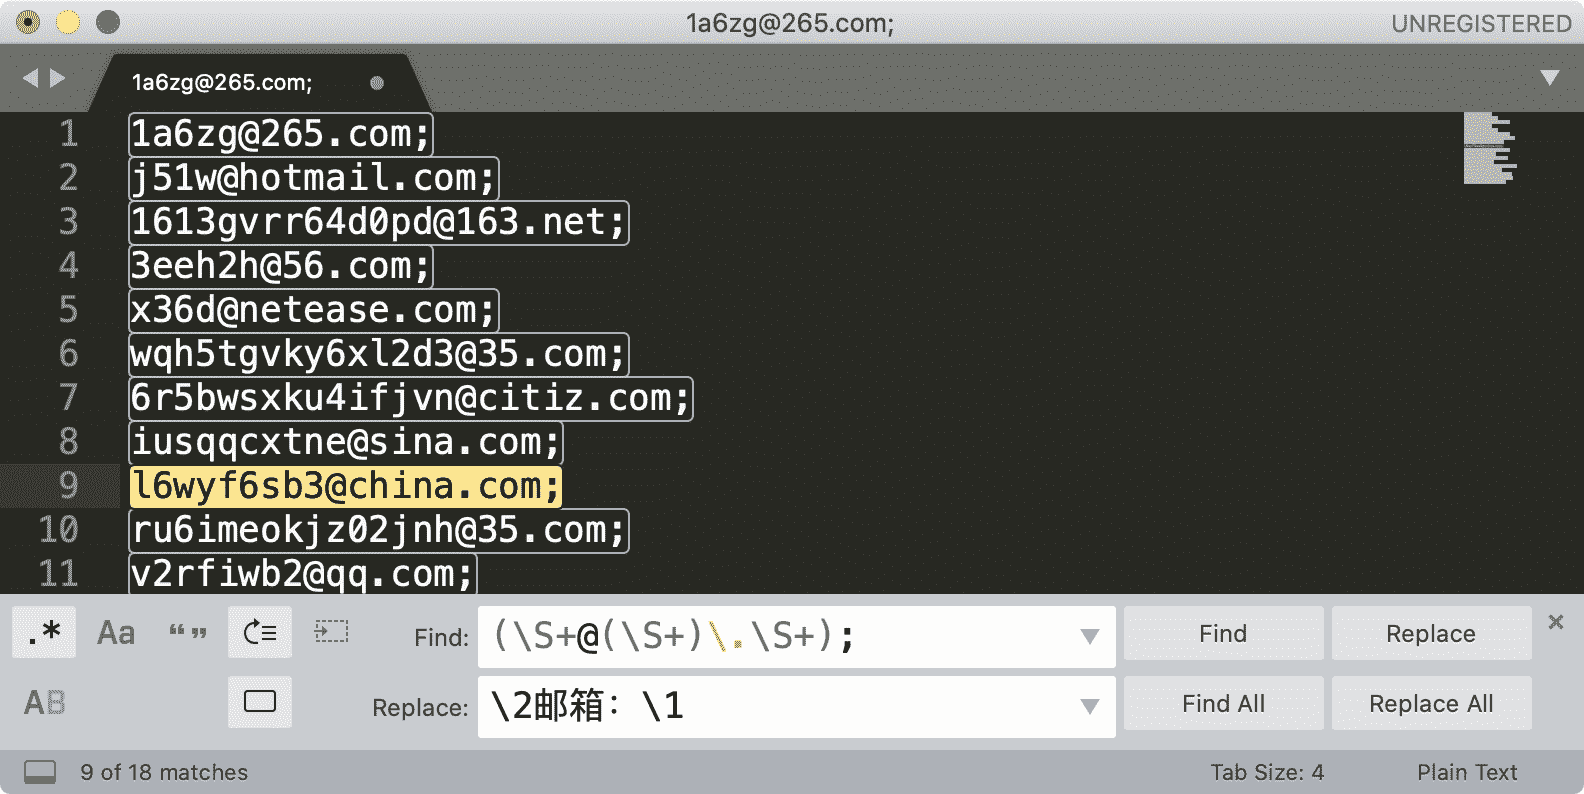 1a6zg@265.com;
UNREGISTERED
1a6zg@265.com;
1 1a6zg@265.com;
2 j51w@hotmail.com;
3 1613gvrr64d0pd@163.net;
4 3eeh2h@56.com;
5 x36d@netease.com;
6 wqh5tgvky6xl2d3@35.com;
7 6r5bwsxku4ifjvn@citiz.com;
8 iusqqcxtne@sina.com;
9 l6wyf6sb3@china.com;
10 ru6imeokjz02jnh@35.com;
11 v2rfiwb2@qq.com;
.* Aa “” Find: (\S+@(\S+)\.\S+); Find Replace
AB Replace: \2邮箱：\1 Find All Replace All
9 of 18 matches Tab Size: 4 Plain Text